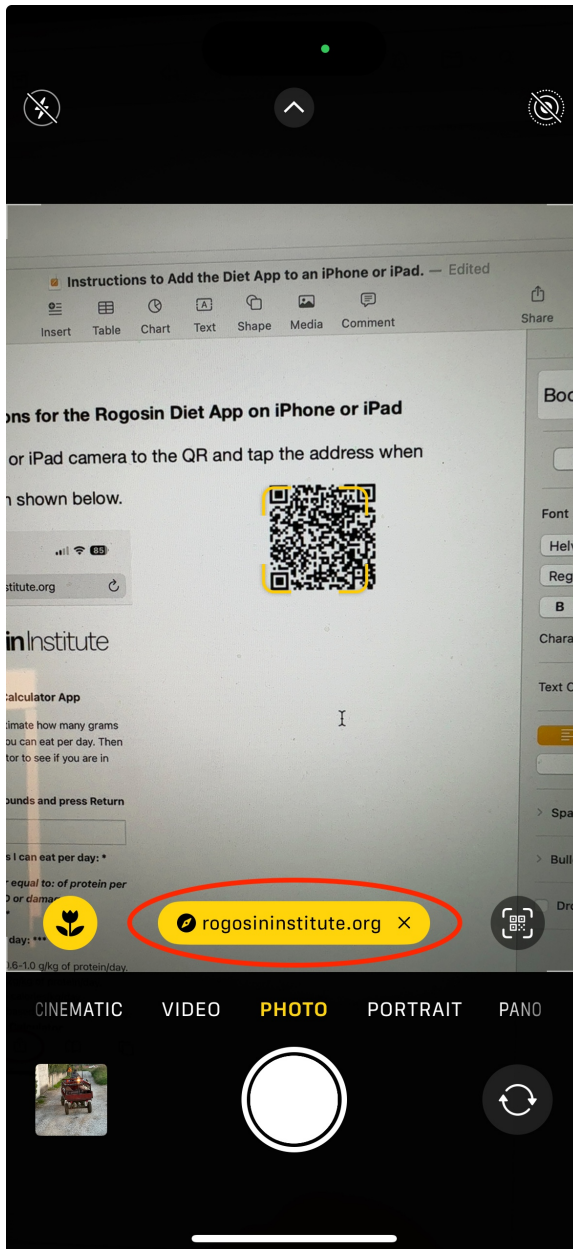 Instructions to Add the Diet App to an iPhone or iPad. — Edited
Insert Table Chart Text Shape Media Comment
Share
ons for the Rogosin Diet App on iPhone or iPad
or iPad camera to the QR and tap the address when
n shown below.
85
stitute.org
in Institute
Calculator App
timate how many grams
ou can eat per day. Then
tor to see if you are in
ounds and press Return
s I can eat per day: *
r equal to: of protein per
D or dama
*
day: ***
0.6-1.0 g/kg of protein/day.
Boo
Font
Helv
Reg
B
Chara
Text C
Spa
Bull
Dro
rogosininstitute.org ×
CINEMATIC VIDEO PHOTO PORTRAIT PANO